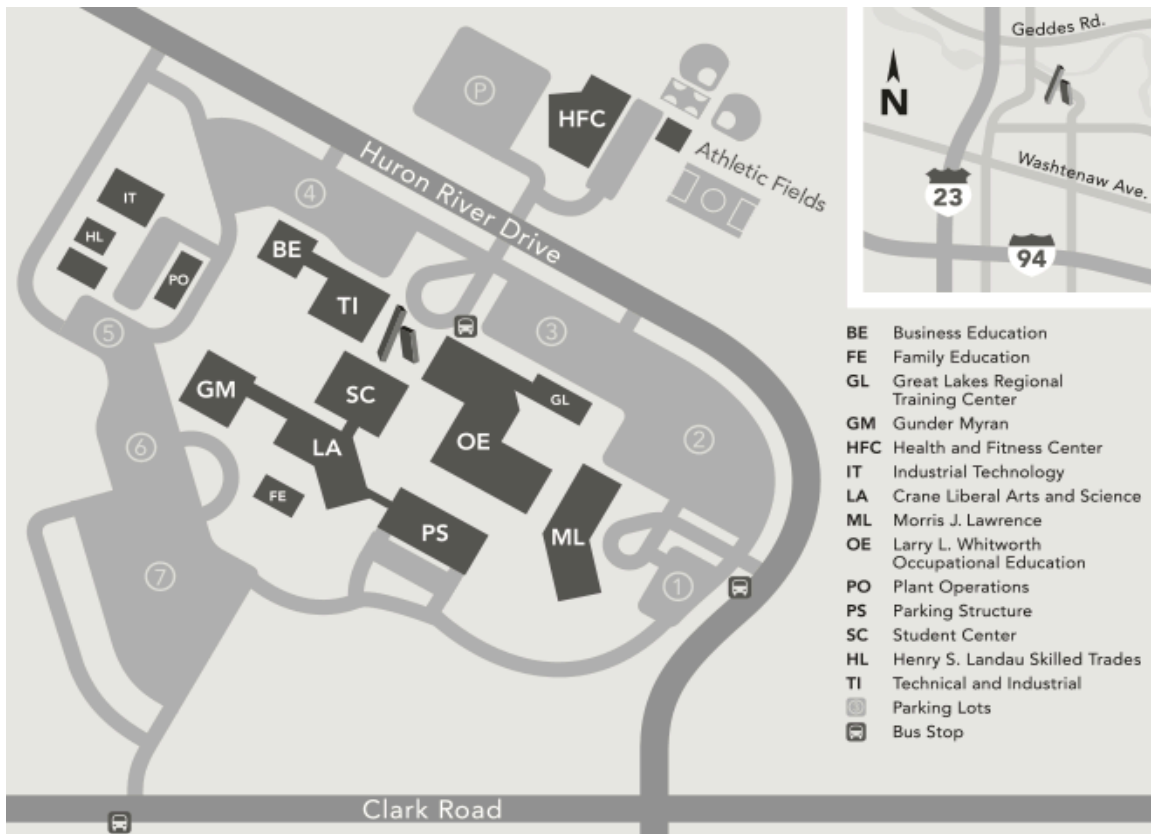 P
HFC
Athletic Fields
Huron River Drive
4
IT
HL
PO
BE
TI
3
5
GM
SC
GL
LA
OE
2
6
FE
PS
ML
7
1
Clark Road
Geddes Rd.
N
Washtenaw Ave.
23
94
BE Business Education
FE Family Education
GL Great Lakes Regional
Training Center
GM Gunder Myran
HFC Health and Fitness Center
IT Industrial Technology
LA Crane Liberal Arts and Science
ML Morris J. Lawrence
OE Larry L. Whitworth
Occupational Education
PO Plant Operations
PS Parking Structure
SC Student Center
HL Henry S. Landau Skilled Trades
TI Technical and Industrial
Parking Lots
Bus Stop